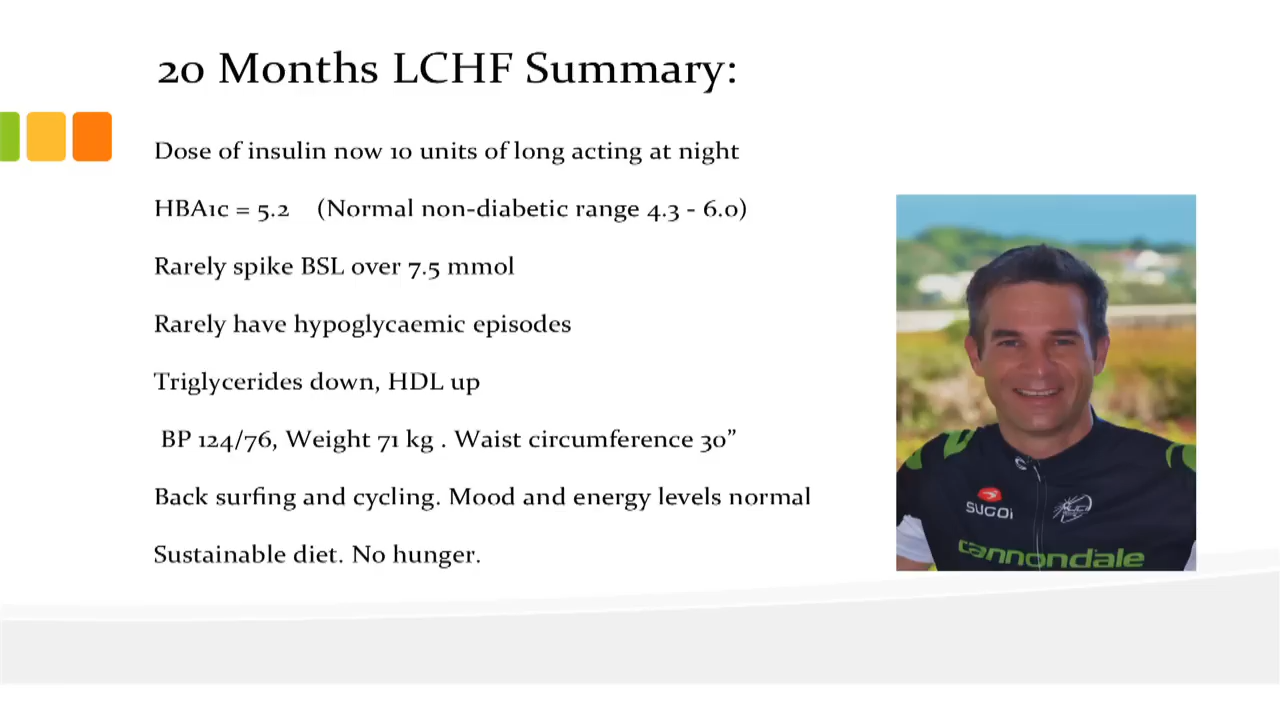 20 Months LCHF Summary:
Dose of insulin now 10 units of long acting at night
HBA1c = 5.2 (Normal non-diabetic range 4.3 - 6.0)
Rarely spike BSL over 7.5 mmol
Rarely have hypoglycaemic episodes
Triglycerides down, HDL up
BP 124/76, Weight 71 kg . Waist circumference 30”
Back surfing and cycling. Mood and energy levels normal
Sustainable diet. No hunger.
SUGOi
cannondale